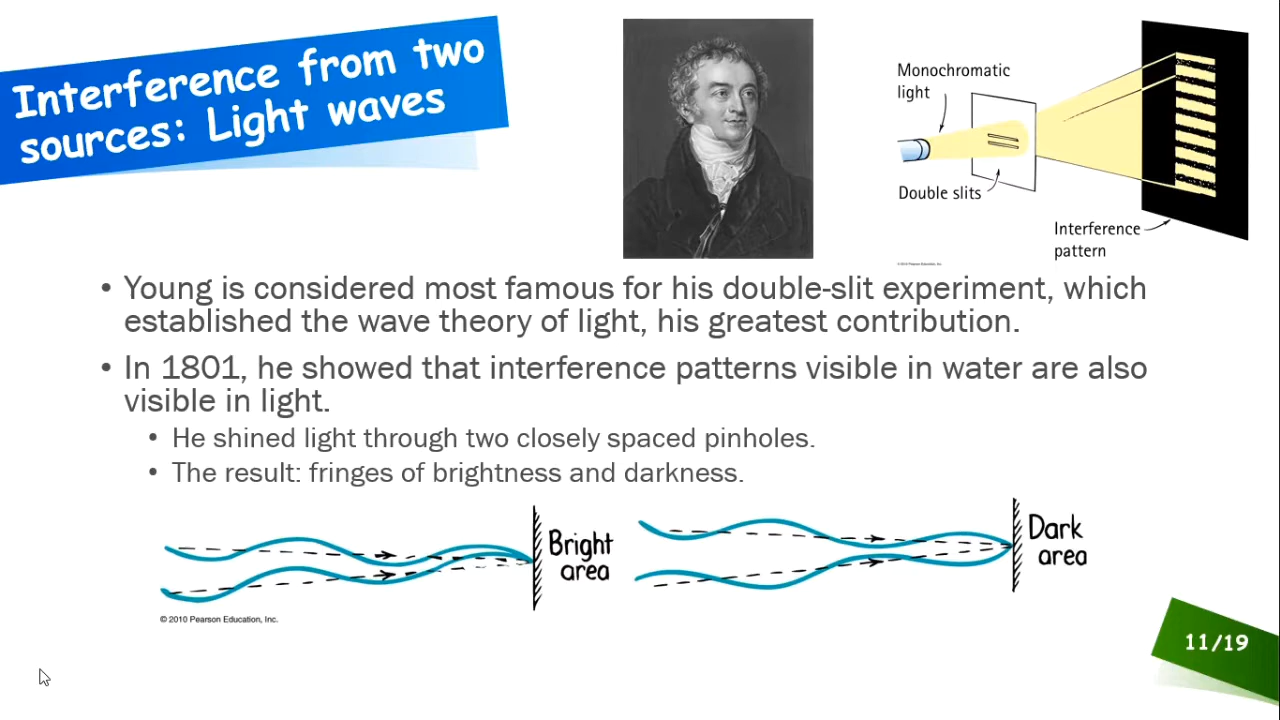 Interference from two
sources: Light waves
Monochromatic
light
Double slits
Interference
pattern
©2010 Pearson Education, Inc.
• Young is considered most famous for his double-slit experiment, which
established the wave theory of light, his greatest contribution.
• In 1801, he showed that interference patterns visible in water are also
visible in light.
• He shined light through two closely spaced pinholes.
• The result: fringes of brightness and darkness.
Bright
area
Dark
area
© 2010 Pearson Education, Inc.
11/19